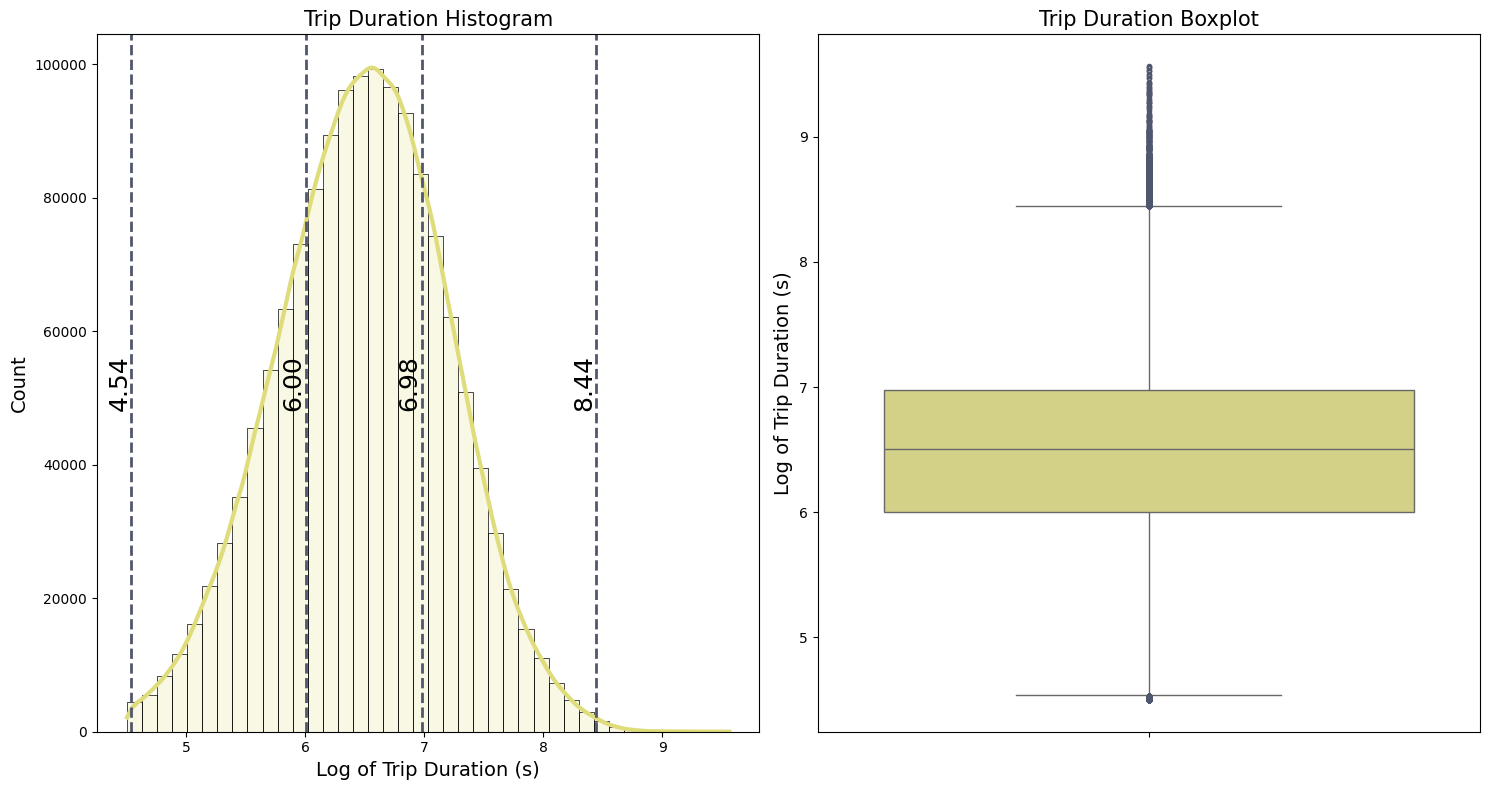 Trip Duration Histogram
100000
80000
60000
40000
20000
0
Count
4.54
6.00
6.98
8.44
5 6 7 8 9
Log of Trip Duration (s)
Trip Duration Boxplot
9
8
7
6
5
Log of Trip Duration (s)